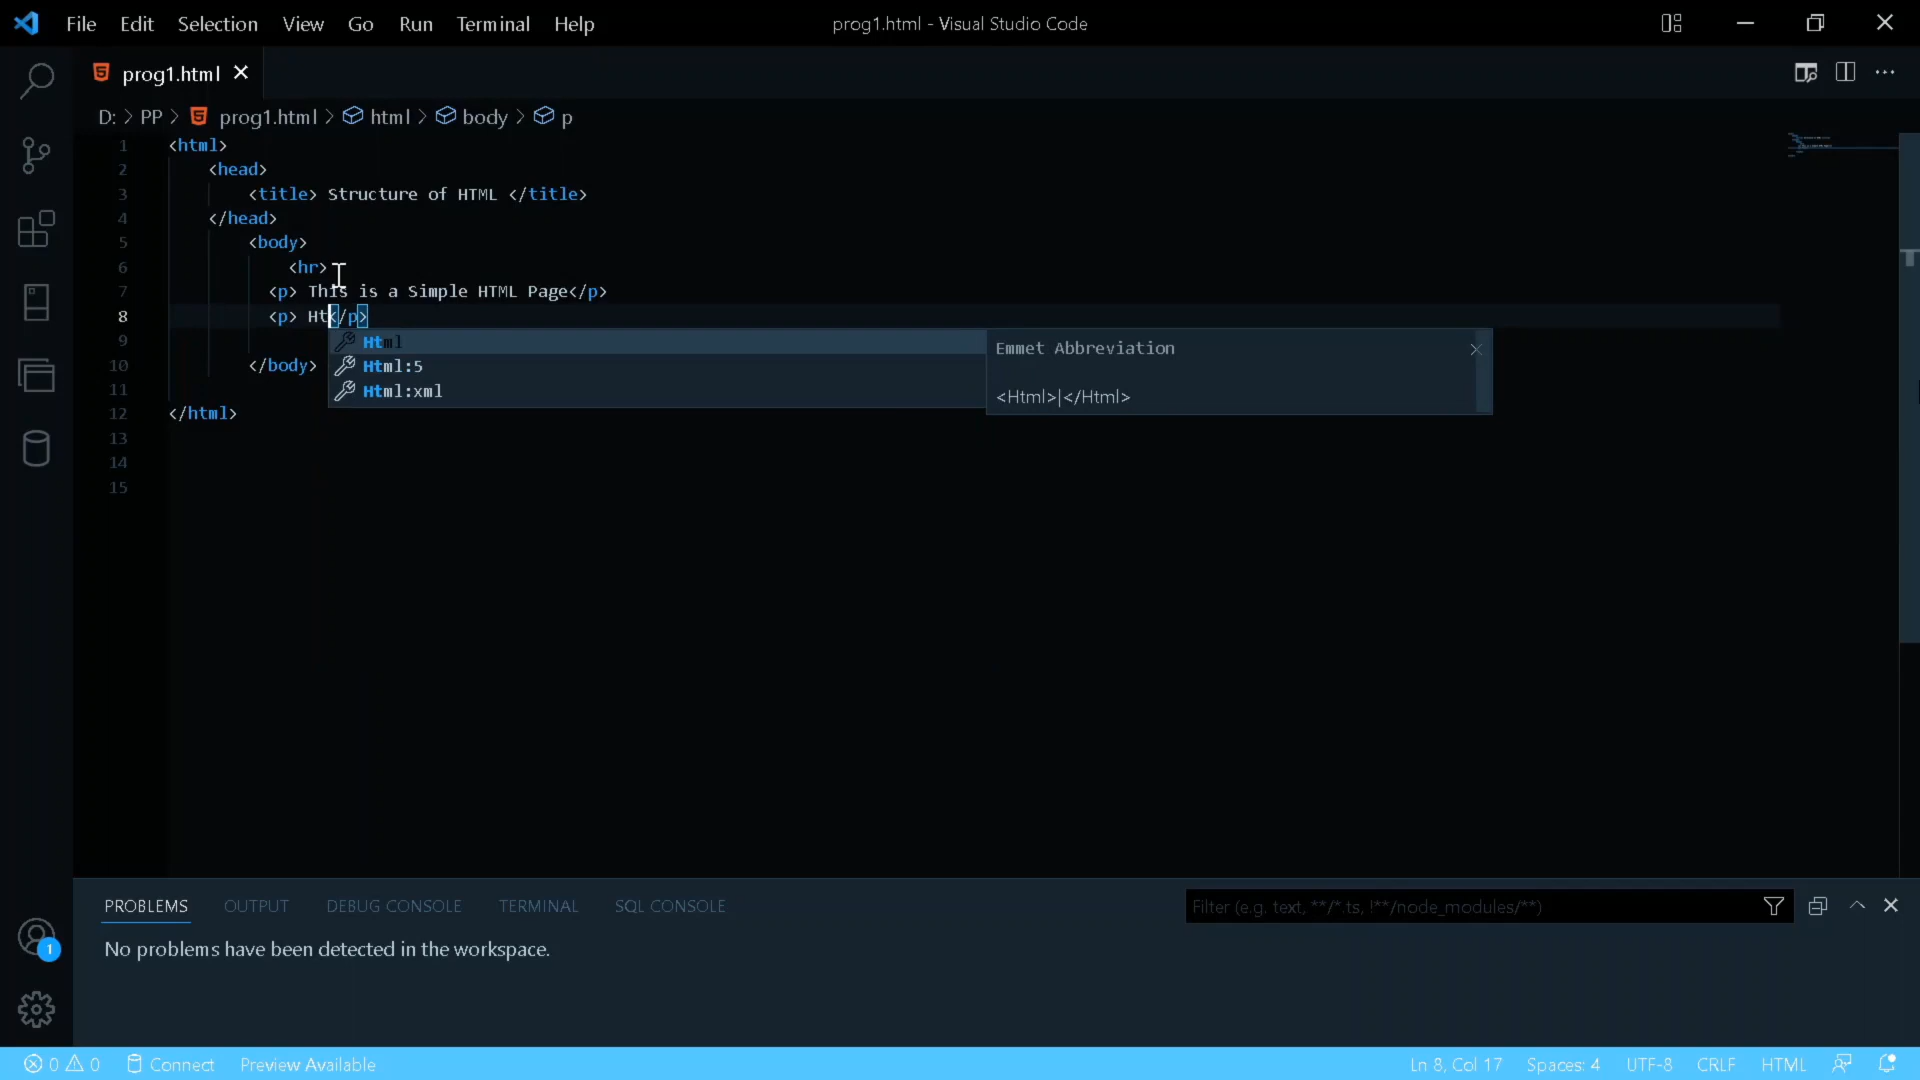 File Edit Selection View Go Run Terminal Help prog1.html - Visual Studio Code
prog1.html
D: > PP > prog1.html > html > body > p
1 <html>
2 <head>
3 <title> Structure of HTML </title>
4 </head>
5 <body>
6 <hr>
7 <p> This is a Simple HTML Page</p>
8 <p> Ht</p>
9
10 </body>
11
12 </html>
13
14
15
Html
Html:5
Html:xml
Emmet Abbreviation
<Html>|</Html>
PROBLEMS OUTPUT DEBUG CONSOLE TERMINAL SQL CONSOLE Filter (e.g. text, **/*.ts, !**/node_modules/**)
No problems have been detected in the workspace.
1
0 0 Connect Preview Available Ln 8, Col 17 Spaces: 4 UTF-8 CRLF HTML